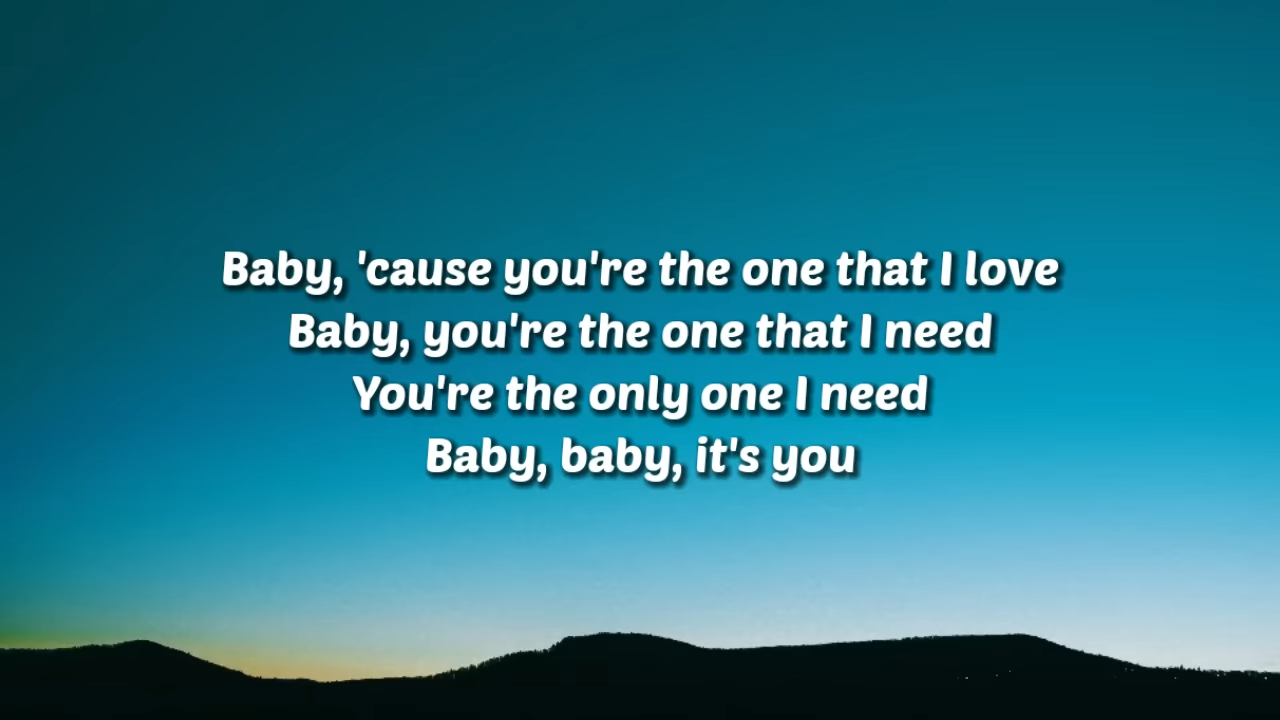 Baby, 'cause you're the one that I love
Baby, you're the one that I need
You're the only one I need
Baby, baby, it's you